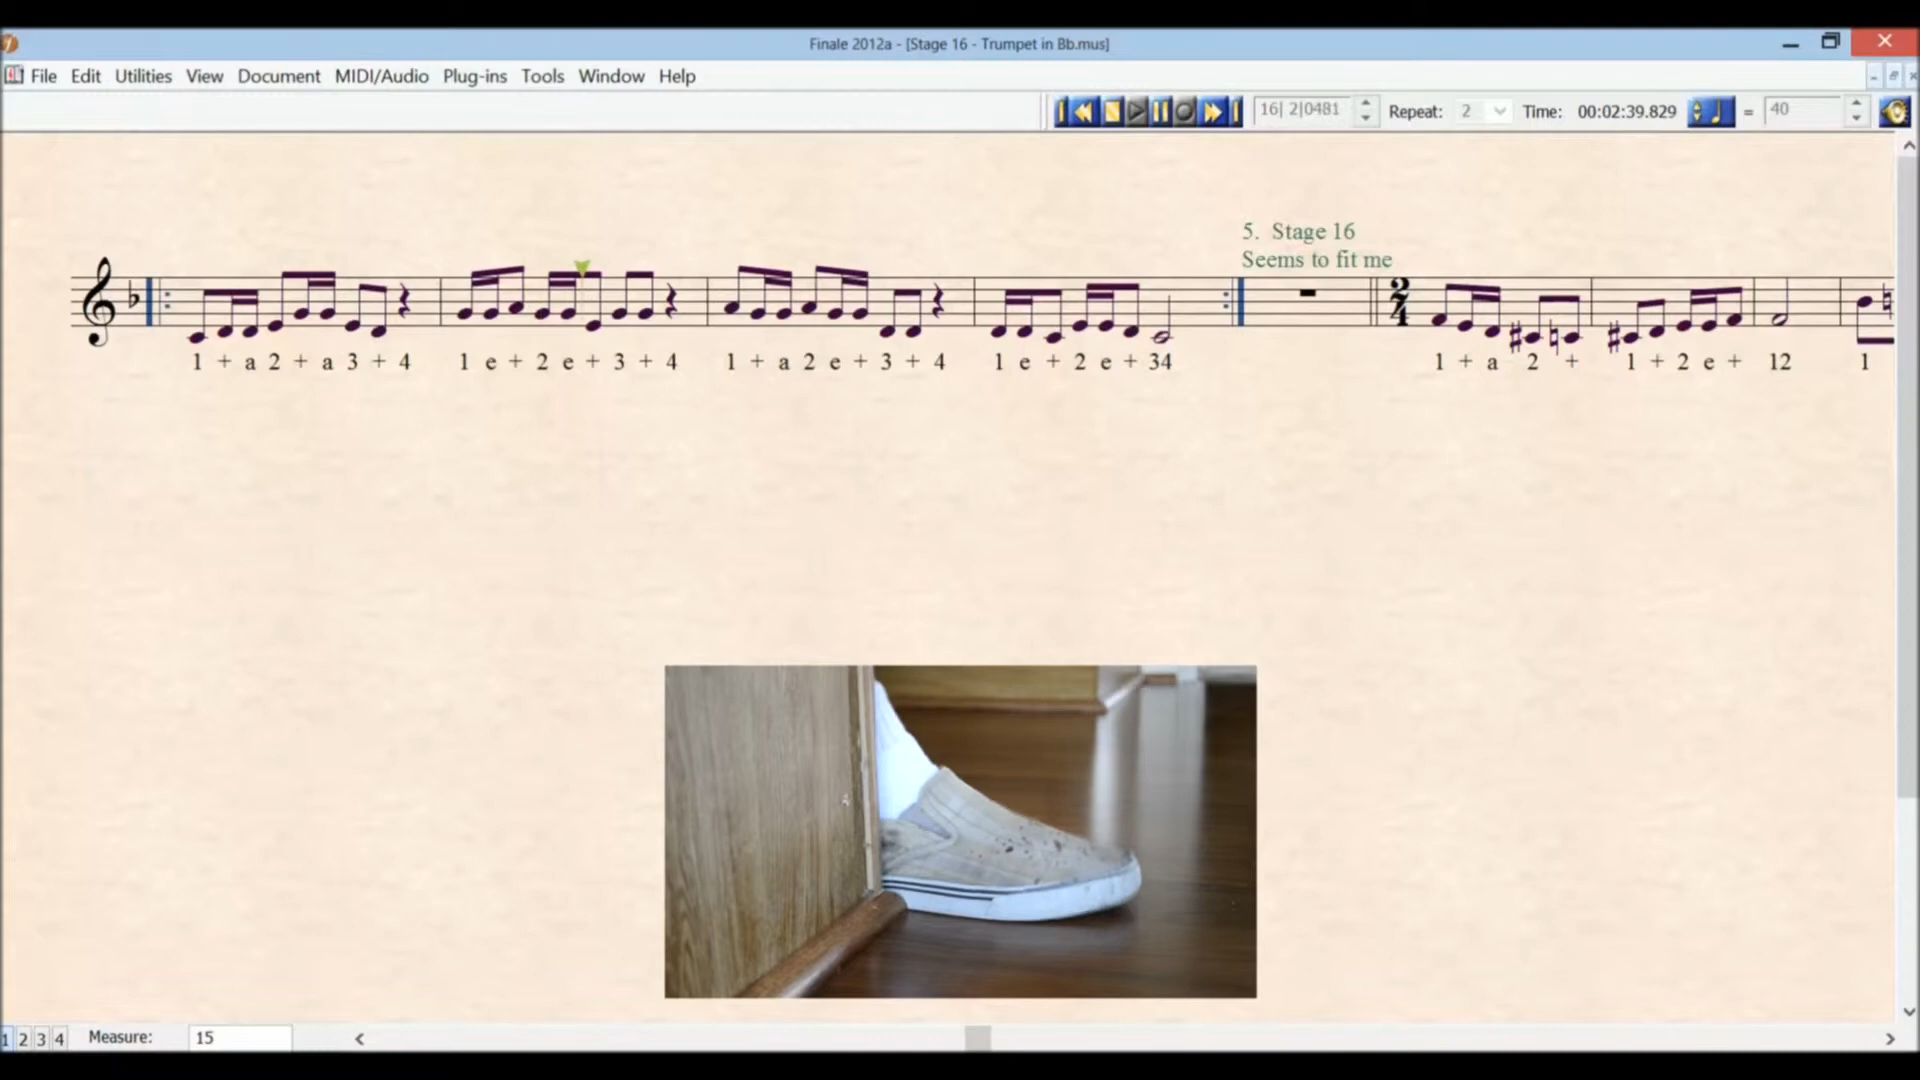 Finale 2012a - [Stage 16 - Trumpet in Bb.mus]
File Edit Utilities View Document MIDI/Audio Plug-ins Tools Window Help
16| 2|0481 Repeat: 2 Time: 00:02:39.829 = 40
5. Stage 16
Seems to fit me
2
4
1 + a 2 + a 3 + 4 1 e + 2 e + 3 + 4 1 + a 2 e + 3 + 4 1 e + 2 e + 34 1 + a 2 + 1 + 2 e + 12 1
1 2 3 4 Measure: 15